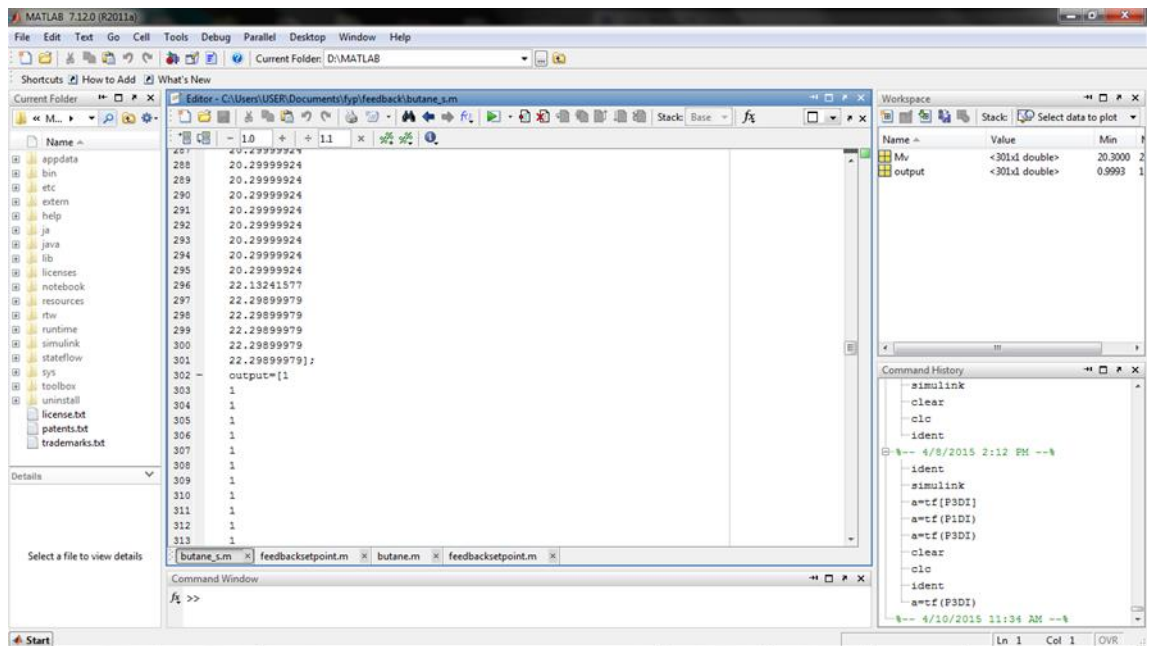 MATLAB 7.12.0 (R2011a)
File Edit Text Go Cell Tools Debug Parallel Desktop Window Help
Current Folder: D:\MATLAB
Shortcuts How to Add What's New
Current Folder
« M...
Name
appdata
bin
etc
extern
help
ja
java
lib
licenses
notebook
resources
rtw
runtime
simulink
stateflow
sys
toolbox
uninstall
license.txt
patents.txt
trademarks.txt
Details
Select a file to view details
Editor - C:\Users\USER\Documents\fyp\feedback\butane_s.m
Stack: Base fx
- 1.0 + ÷ 1.1 ×
287 20.29999924
288 20.29999924
289 20.29999924
290 20.29999924
291 20.29999924
292 20.29999924
293 20.29999924
294 20.29999924
295 20.29999924
296 22.13241577
297 22.29899979
298 22.29899979
299 22.29899979
300 22.29899979
301 22.29899979];
302 – output=[1
303 1
304 1
305 1
306 1
307 1
308 1
309 1
310 1
311 1
312 1
313 1
butane_s.m × feedbacksetpoint.m × butane.m × feedbacksetpoint.m ×
Command Window
fx >>
Workspace
Stack: Select data to plot
Name Value Min
Mv <301x1 double> 20.3000 2
output <301x1 double> 0.9993 1
Command History
simulink
clear
clc
ident
%-- 4/8/2015 2:12 PM --%
ident
simulink
a=tf[P3DI]
a=tf(P1DI)
a=tf(P3DI)
clear
clc
ident
a=tf(P3DI)
%-- 4/10/2015 11:34 AM --%
Start
Ln 1 Col 1 OVR